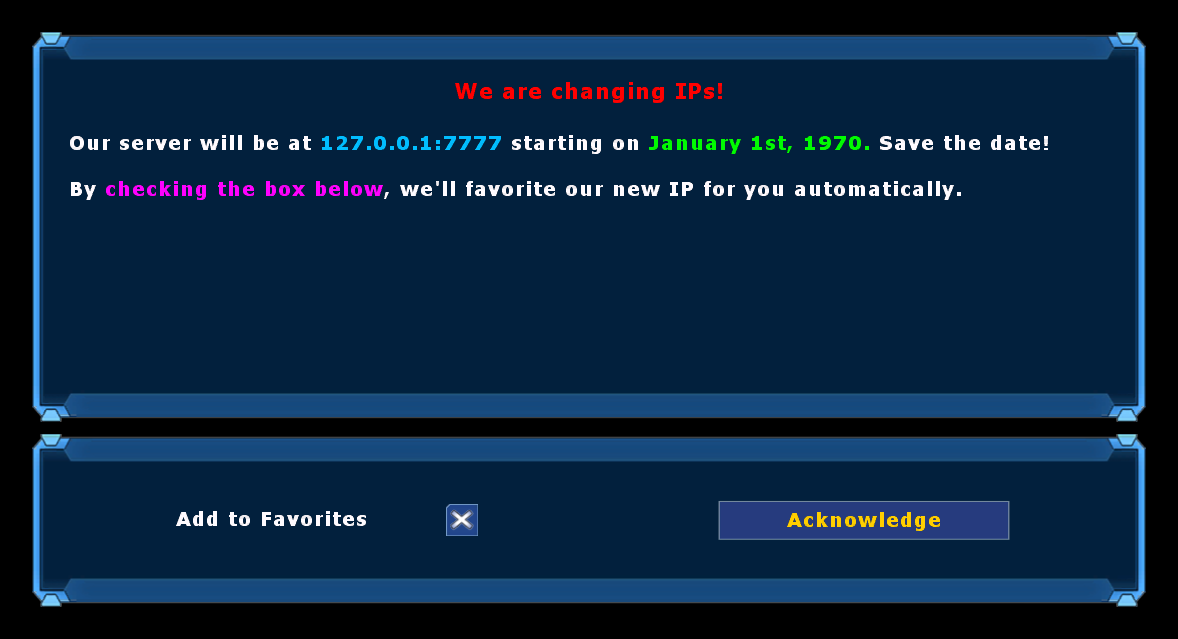 We are changing IPs!
Our server will be at 127.0.0.1:7777 starting on January 1st, 1970. Save the date!
By checking the box below, we'll favorite our new IP for you automatically.
Add to Favorites
Acknowledge